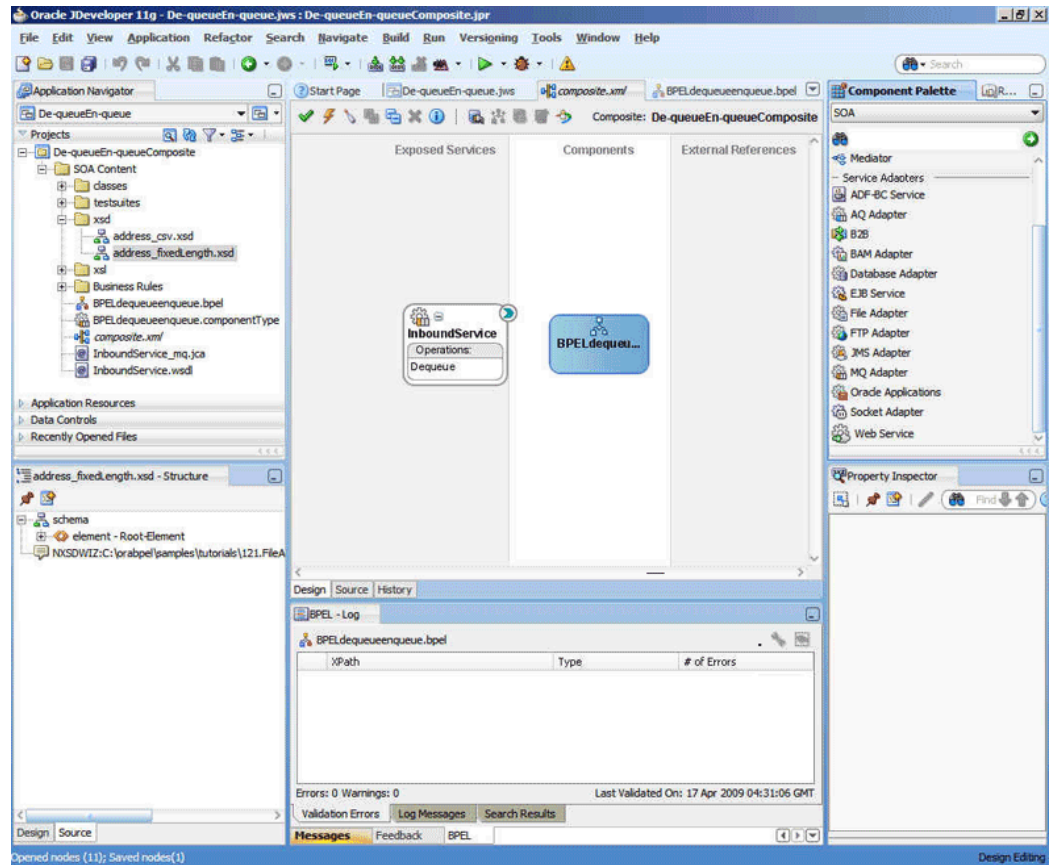 Oracle JDeveloper 11g - De-queueEn-queue.jws : De-queueEn-queueComposite.jpr
File Edit View Application Refactor Search Navigate Build Run Versioning Tools Window Help
Search
Application Navigator
De-queueEn-queue
Projects
De-queueEn-queueComposite
SOA Content
classes
testsuites
xsd
address_csv.xsd
address_fixedLength.xsd
xsl
Business Rules
BPELdequeueenqueue.bpel
BPELdequeueenqueue.componentType
composite.xml
InboundService_mq.jca
InboundService.wsdl
Application Resources
Data Controls
Recently Opened Files
address_fixedLength.xsd - Structure
schema
element - Root-Element
NXSDWIZ:C:\orabpel\samples\tutorials\121.FileA
Design Source
Start Page De-queueEn-queue.jws composite.xml BPELdequeueenqueue.bpel
Composite: De-queueEn-queueComposite
Exposed Services Components External References
InboundService
Operations:
Dequeue
BPELdequeu...
Design Source History
BPEL - Log
BPELdequeueenqueue.bpel
XPath Type # of Errors
Errors: 0 Warnings: 0 Last Validated On: 17 Apr 2009 04:31:06 GMT
Validation Errors Log Messages Search Results
Messages Feedback BPEL
Component Palette R...
SOA
Mediator
Service Adapters
ADF-BC Service
AQ Adapter
B2B
BAM Adapter
Database Adapter
EJB Service
File Adapter
FTP Adapter
JMS Adapter
MQ Adapter
Oracle Applications
Socket Adapter
Web Service
Property Inspector
Find
Opened nodes (11); Saved nodes(1) Design Editing